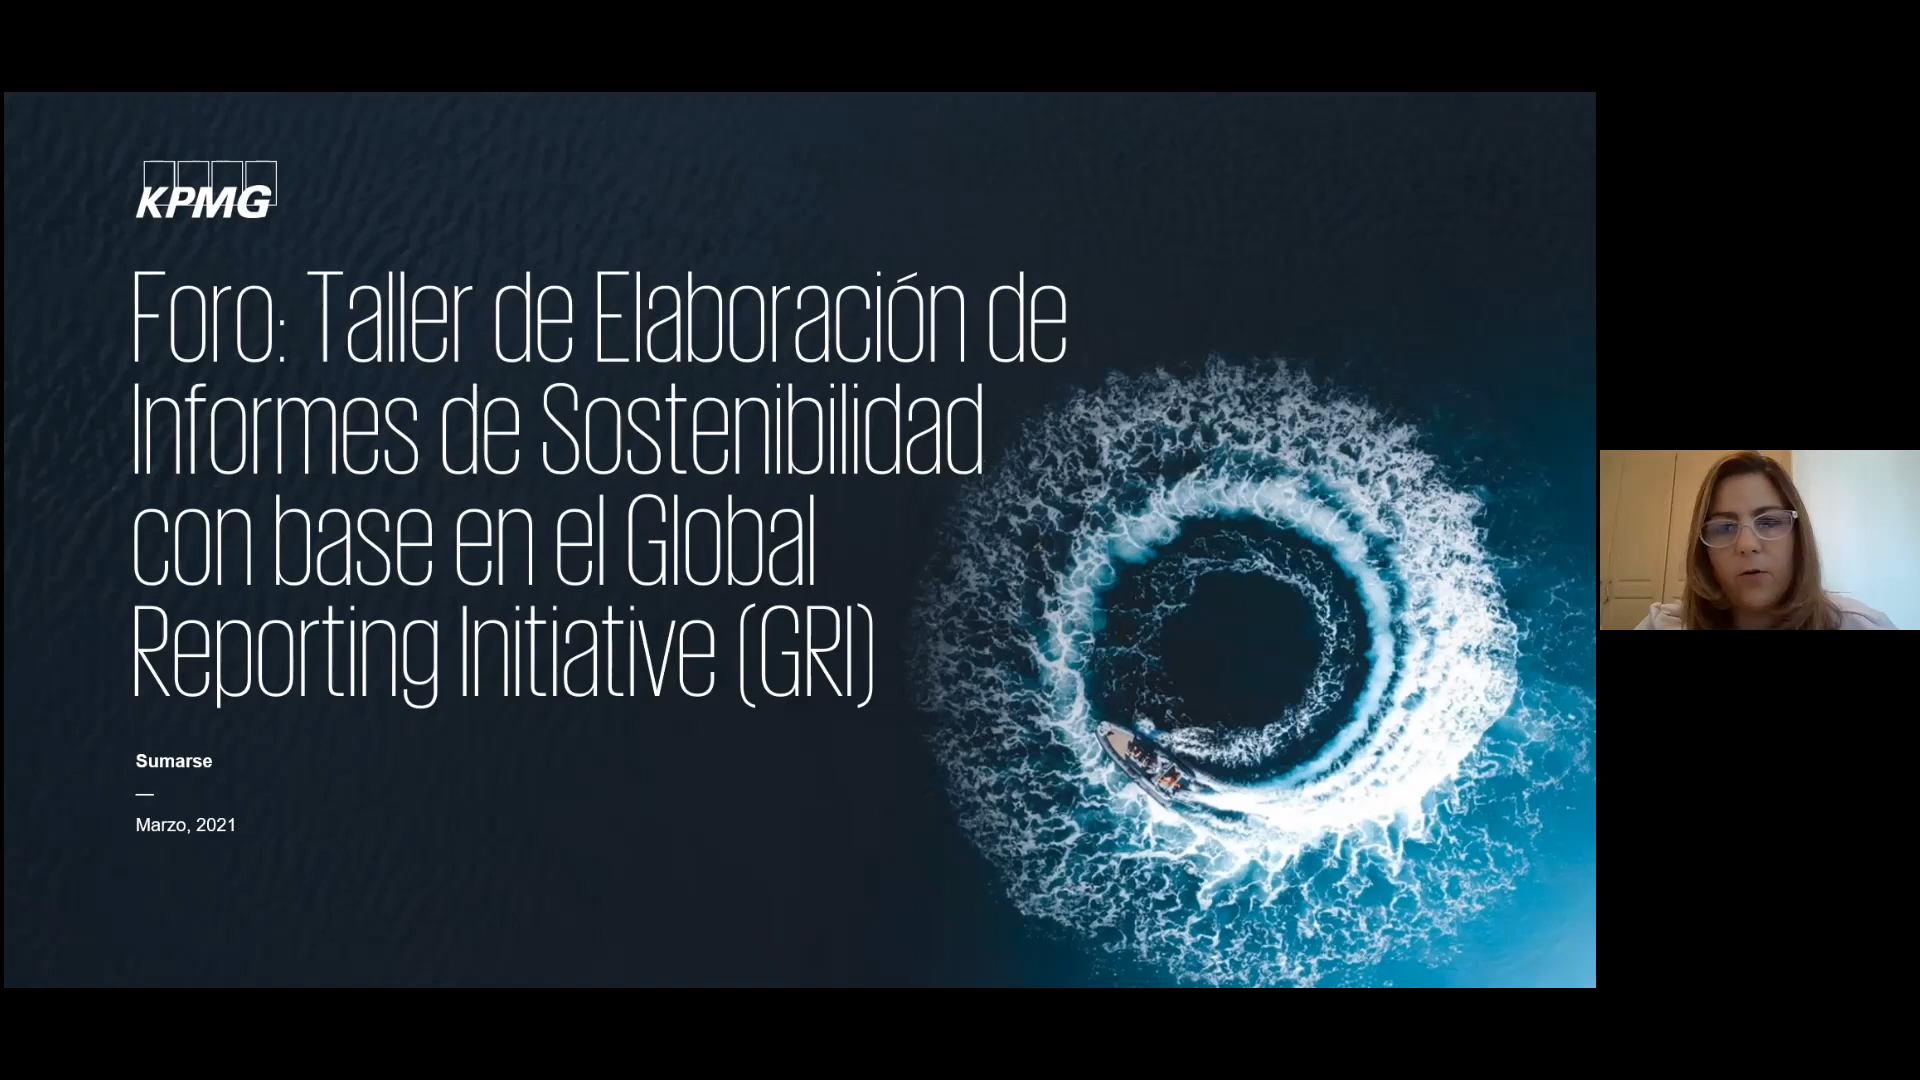 KPMG
Foro: Taller de Elaboración de
Informes de Sostenibilidad
con base en el Global
Reporting Initiative (GRI)
Sumarse
—
Marzo, 2021